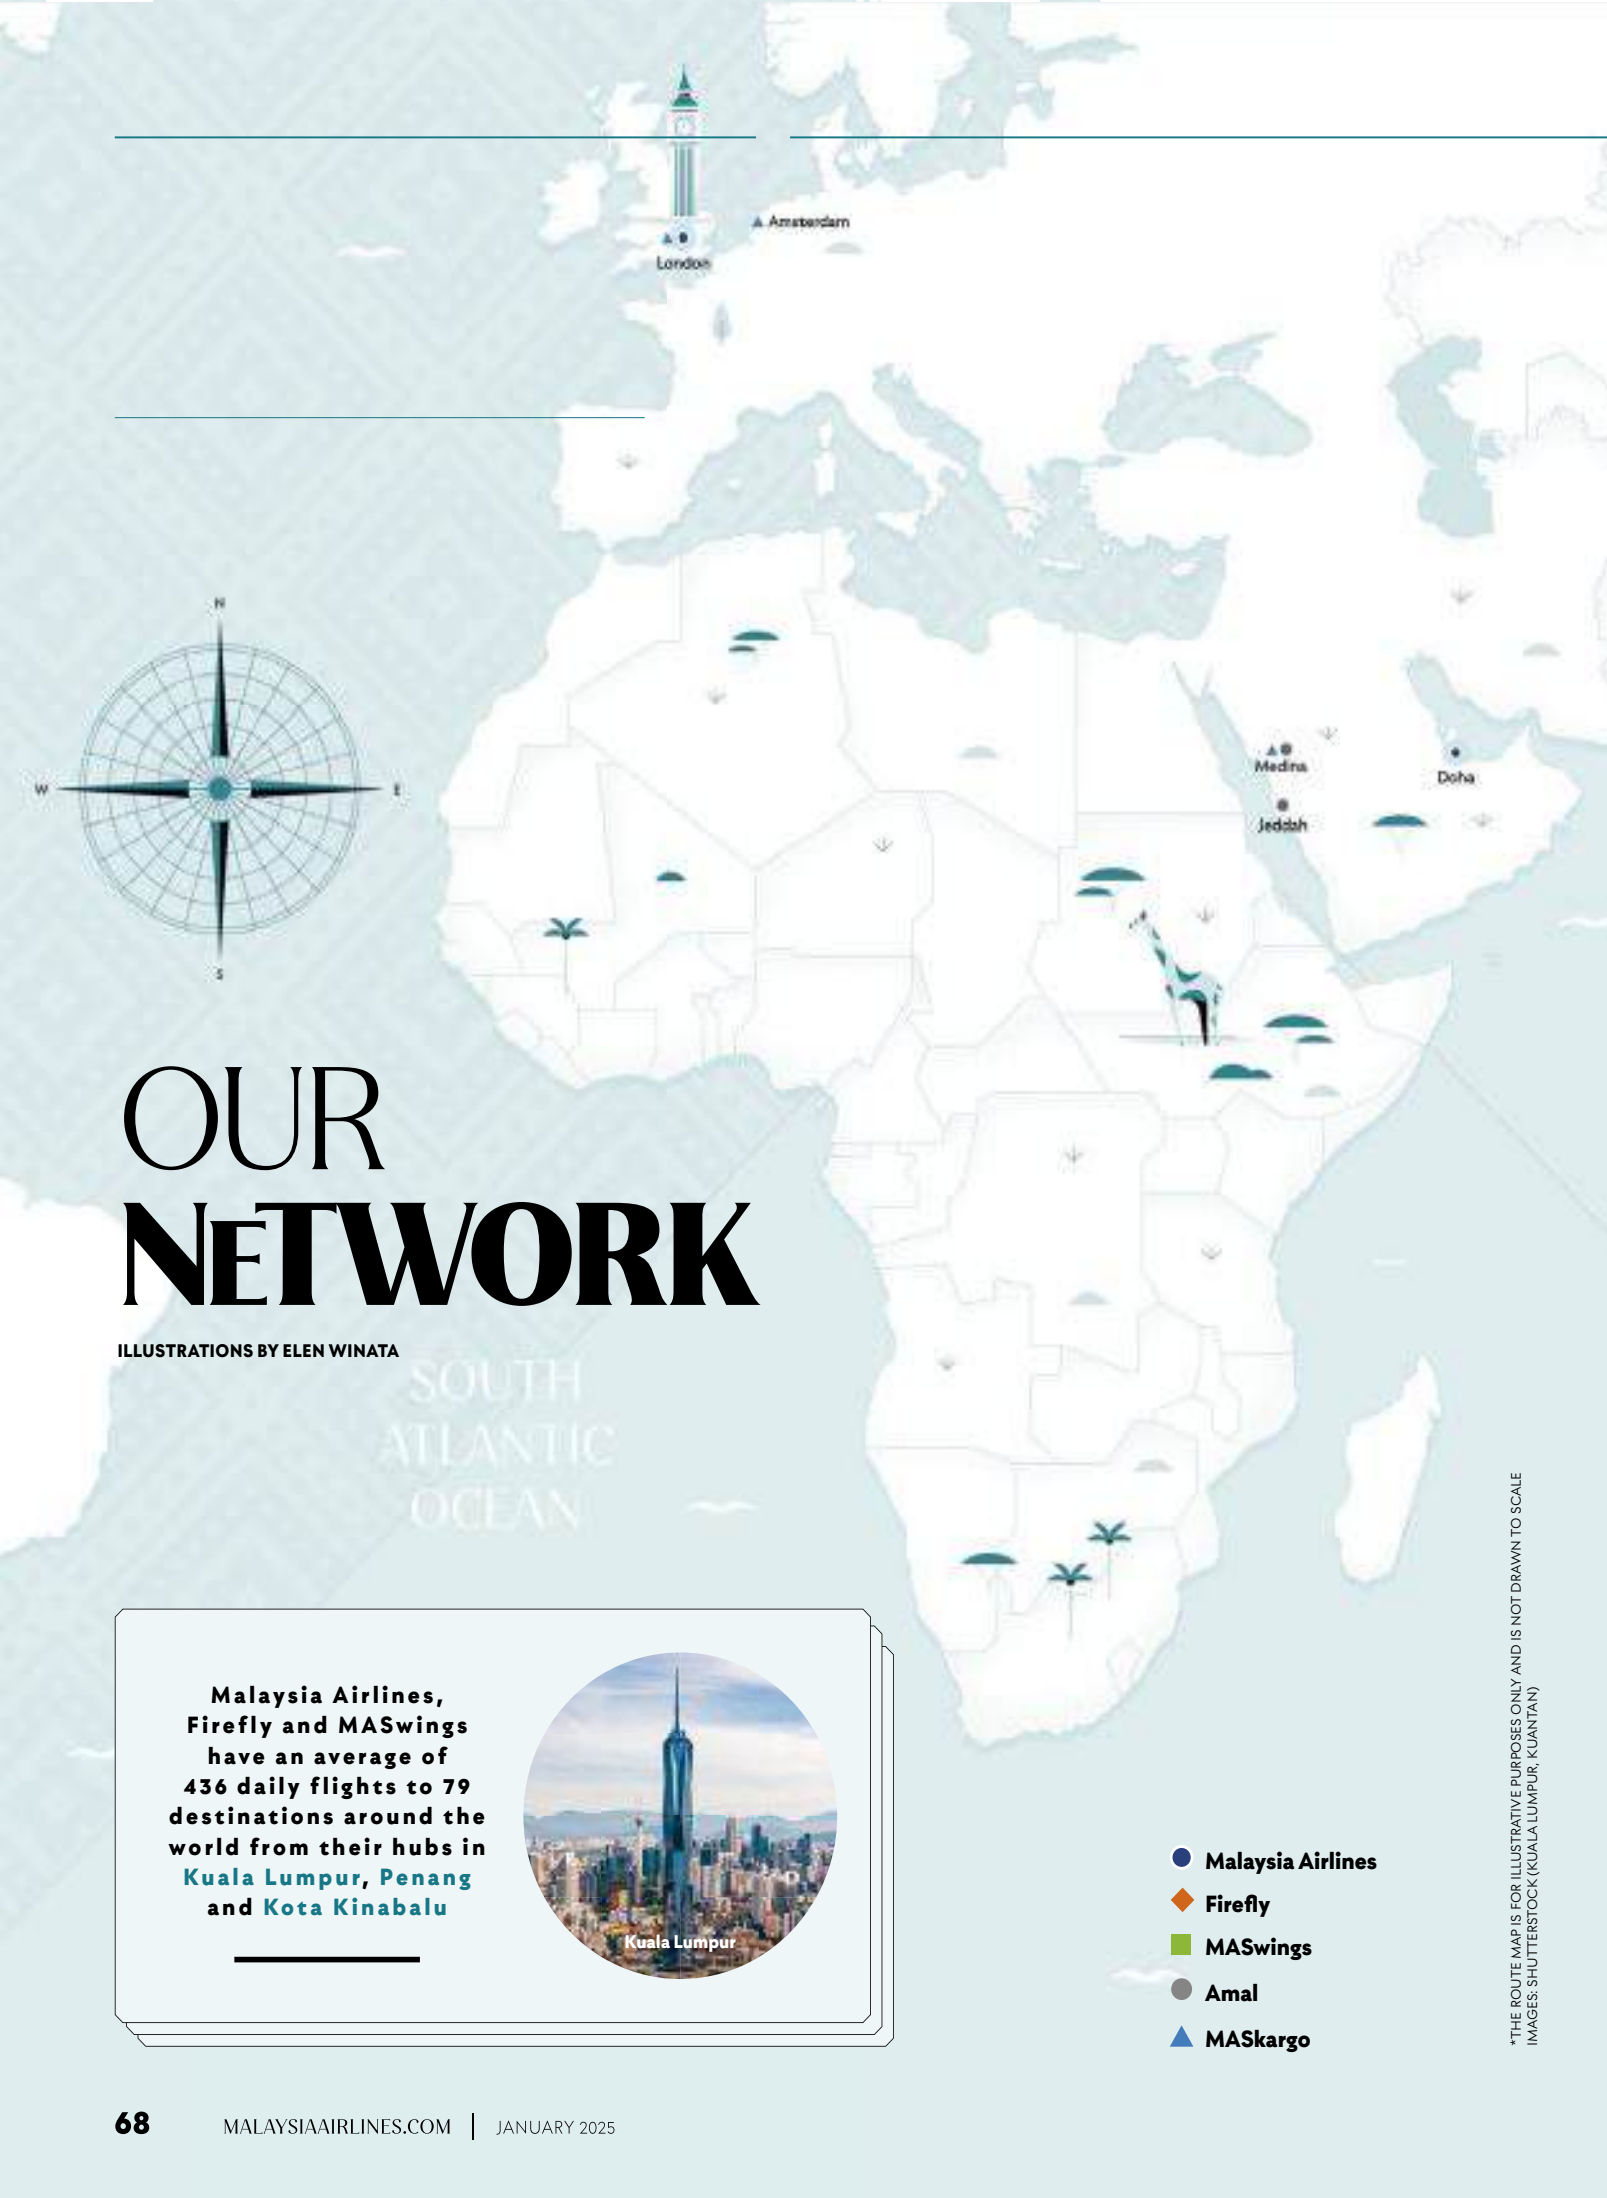 Amsterdam
London
N
W
E
S
Medina
Doha
Jeddah
OUR
NETWORK
ILLUSTRATIONS BY ELEN WINATA
SOUTH
ATLANTIC
OCEAN
Malaysia Airlines,
Firefly and MASwings
have an average of
436 daily flights to 79
destinations around the
world from their hubs in
Kuala Lumpur, Penang
and Kota Kinabalu
Kuala Lumpur
Malaysia Airlines
Firefly
MASwings
Amal
MASkargo
*THE ROUTE MAP IS FOR ILLUSTRATIVE PURPOSES ONLY AND IS NOT DRAWN TO SCALE
IMAGES: SHUTTERSTOCK (KUALA LUMPUR, KUANTAN)
68 MALAYSIAAIRLINES.COM | JANUARY 2025